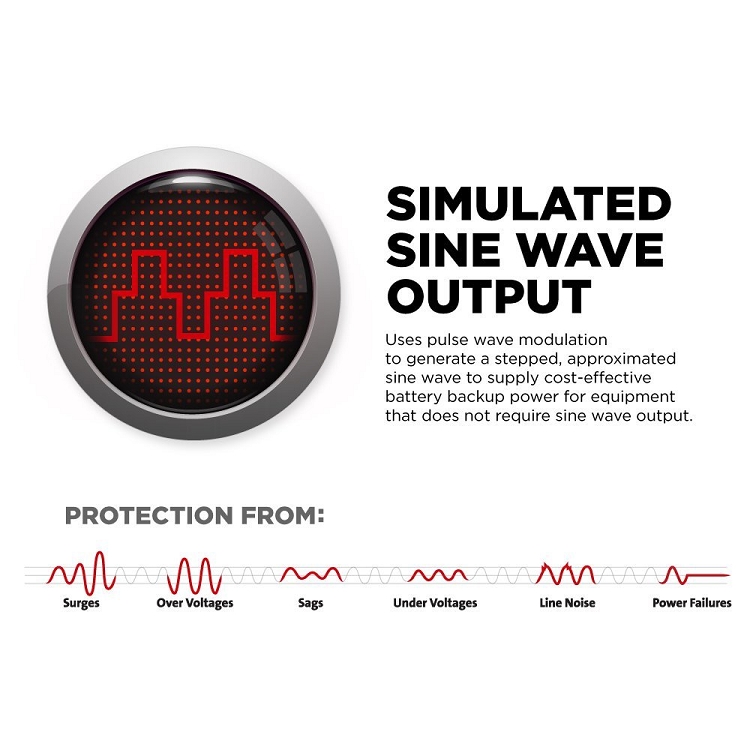 SIMULATED
SINE WAVE
OUTPUT
Uses pulse wave modulation
to generate a stepped, approximated
sine wave to supply cost-effective
battery backup power for equipment
that does not require sine wave output.
PROTECTION FROM:
Surges Over Voltages Sags Under Voltages Line Noise Power Failures